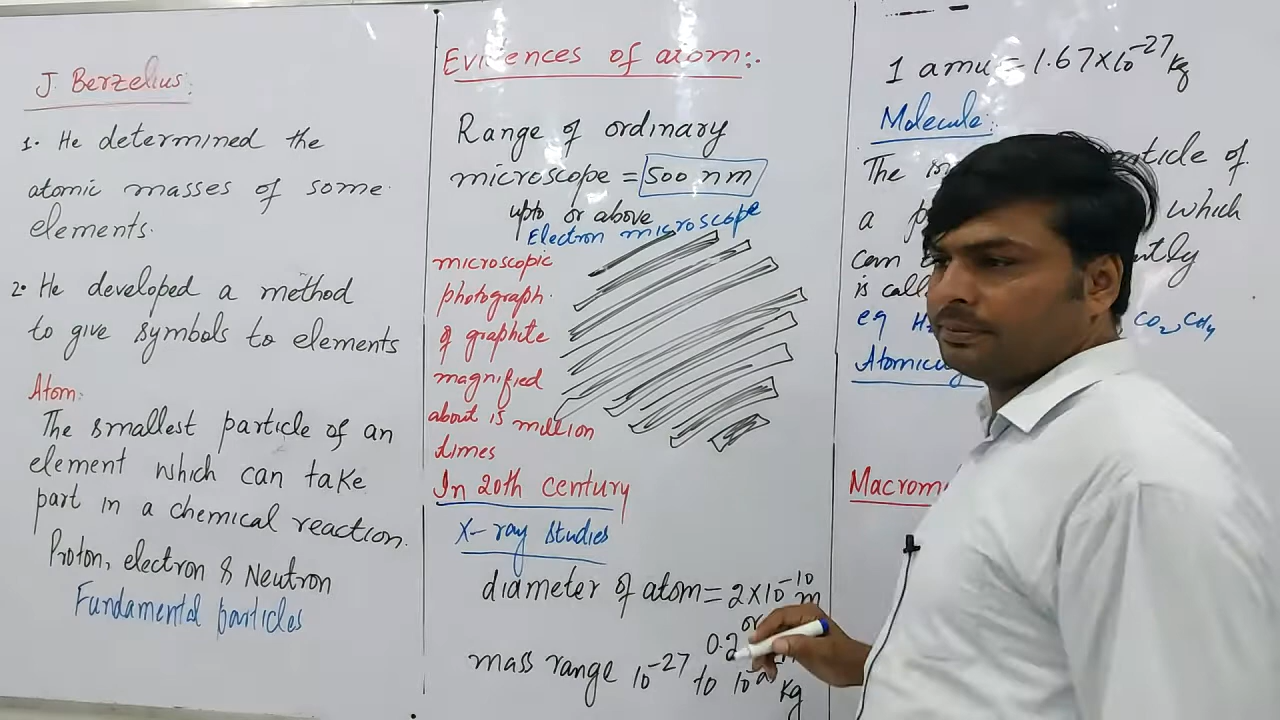 J. Berzelius:
1. He determined the
atomic masses of some
elements.
2. He developed a method
to give symbols to elements
Atom:
The smallest particle of an
element which can take
part in a chemical reaction.
Proton, electron & Neutron
Fundamental particles
Evidences of atom:
Range of ordinary
microscope = 500 nm
upto or above
Electron microscope
microscopic
photograph
of graphite
magnified
about 15 million
times
In 20th century
X-ray studies
diameter of atom = 2×10⁻¹⁰ m
or
0.2
mass range 10⁻²⁷ to 10 kg
1 amu = 1.67×10⁻²⁷ kg
Molecule:
The of
a which
can
is
eg CO₂, CH₄